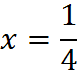 x = 1/4